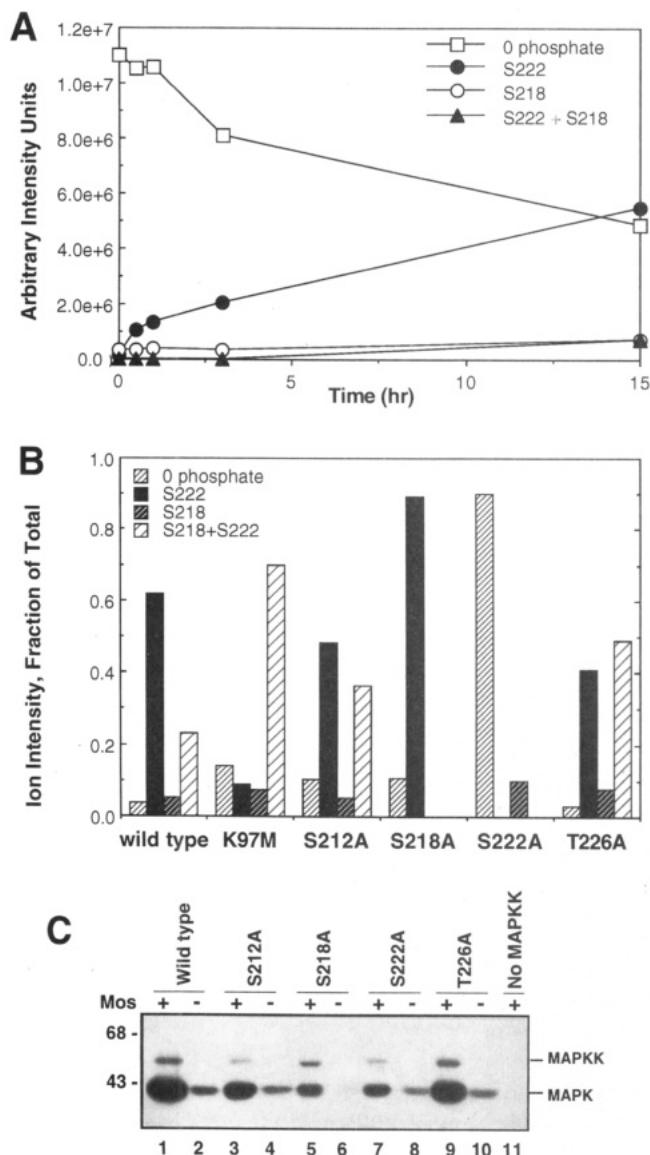 A
1.2e+7
1.0e+7
8.0e+6
6.0e+6
4.0e+6
2.0e+6
0.0
Arbitrary Intensity Units
0 phosphate
S222
S218
S222 + S218
0 5 10 15
Time (hr)
B
1.0
0.8
0.6
0.4
0.2
0.0
Ion Intensity, Fraction of Total
0 phosphate
S222
S218
S218+S222
wild type K97M S212A S218A S222A T226A
C
Wild type
S212A
S218A
S222A
T226A
No MAPKK
Mos + - + - + - + - + - +
68 -
43 -
MAPKK
MAPK
1 2 3 4 5 6 7 8 9 10 11